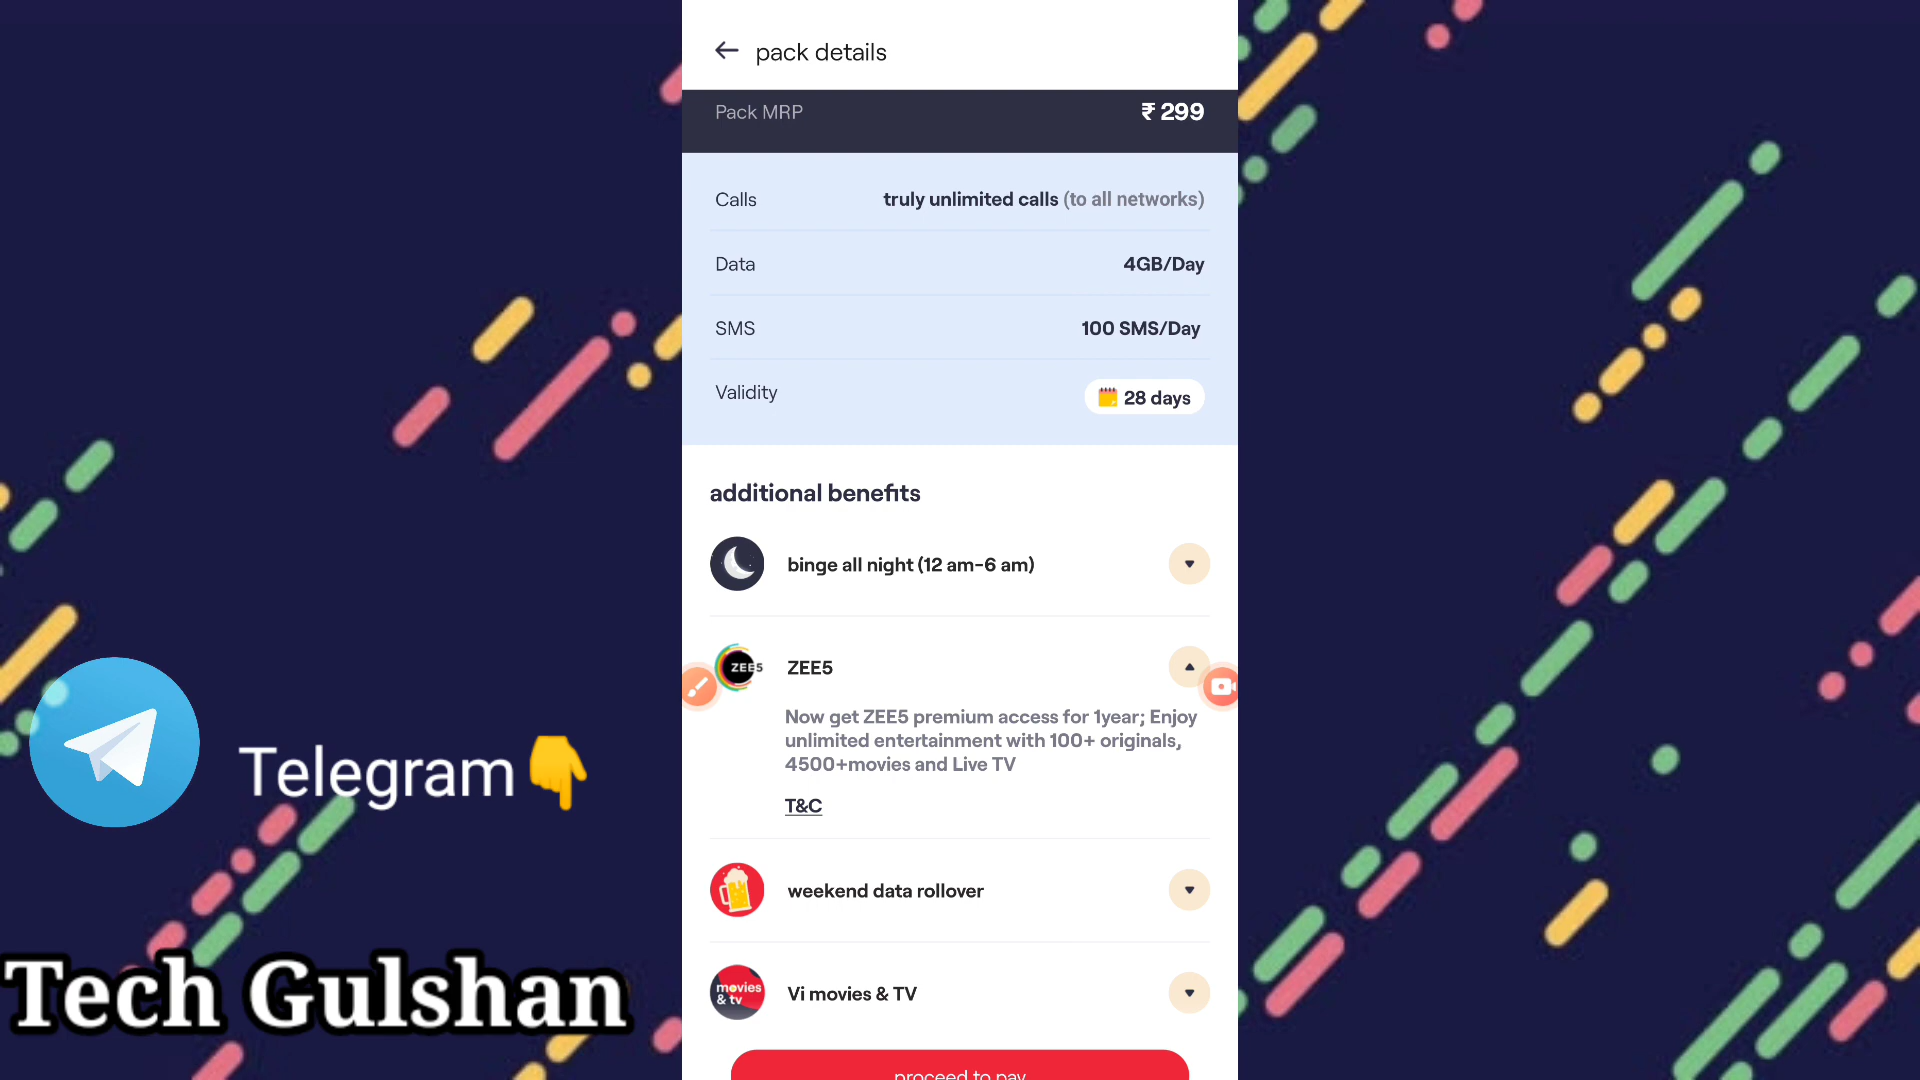 pack details
Pack MRP
₹ 299
Calls
truly unlimited calls (to all networks)
Data
4GB/Day
SMS
100 SMS/Day
Validity
28 days
additional benefits
binge all night (12 am-6 am)
ZEE5
ZEE5
Now get ZEE5 premium access for 1year; Enjoy
unlimited entertainment with 100+ originals,
4500+movies and Live TV
T&C
weekend data rollover
movies
& tv
Vi movies & TV
proceed to pay
Telegram👇
Tech Gulshan